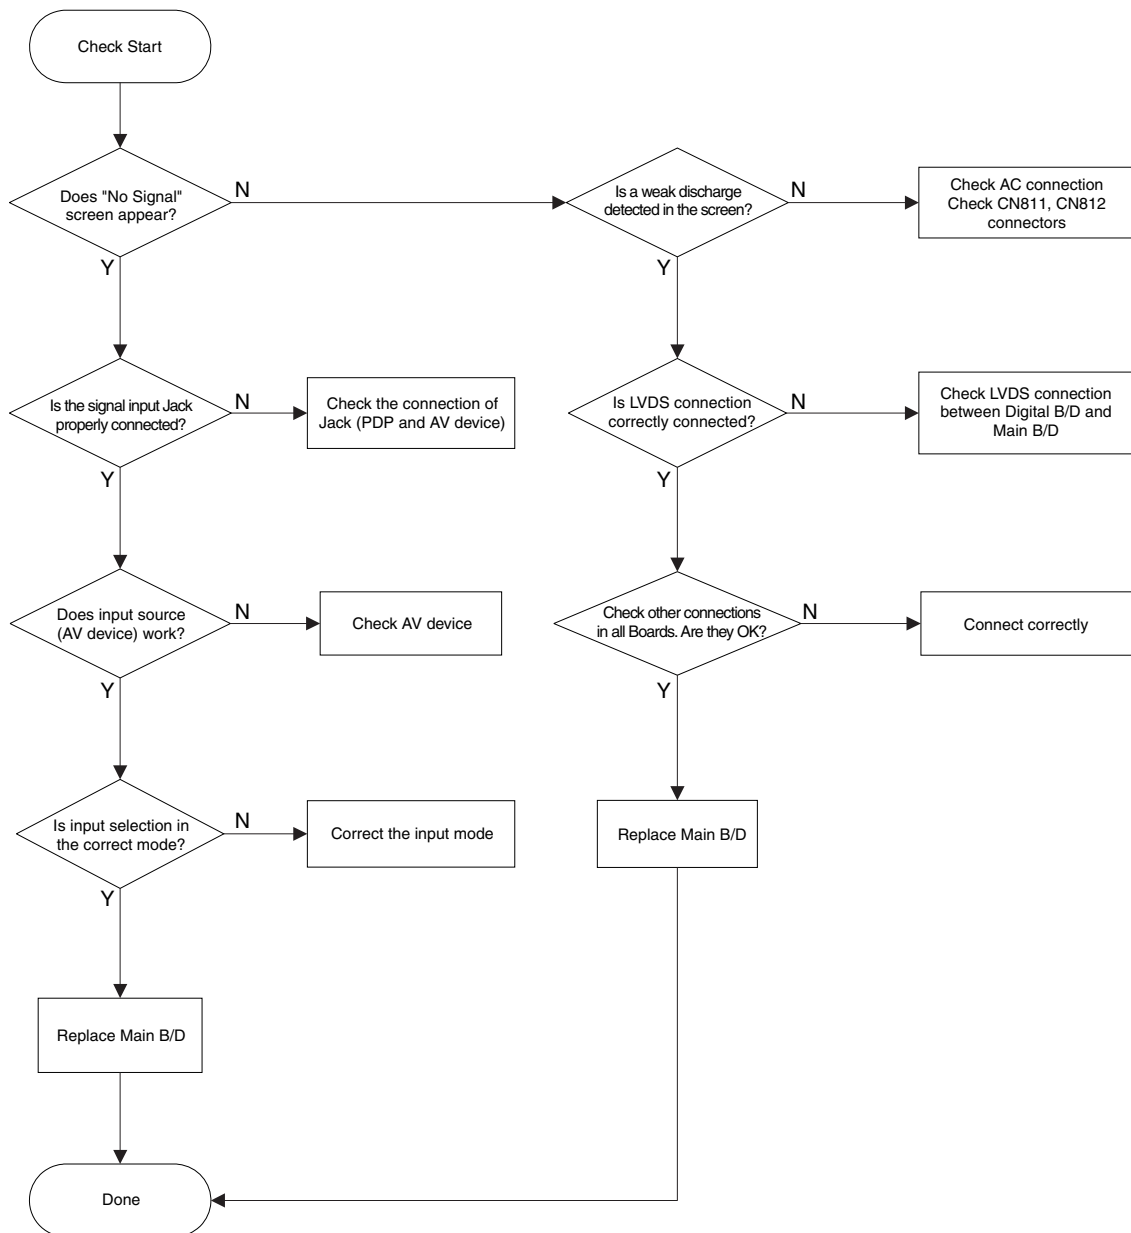 Check Start
Does "No Signal"
screen appear?
N
Y
Is a weak discharge
detected in the screen?
N
Y
Check AC connection
Check CN811, CN812
connectors
Is the signal input Jack
properly connected?
N
Y
Check the connection of
Jack (PDP and AV device)
Is LVDS connection
correctly connected?
N
Y
Check LVDS connection
between Digital B/D and
Main B/D
Does input source
(AV device) work?
N
Y
Check AV device
Check other connections
in all Boards. Are they OK?
N
Y
Connect correctly
Is input selection in
the correct mode?
N
Y
Correct the input mode
Replace Main B/D
Replace Main B/D
Done